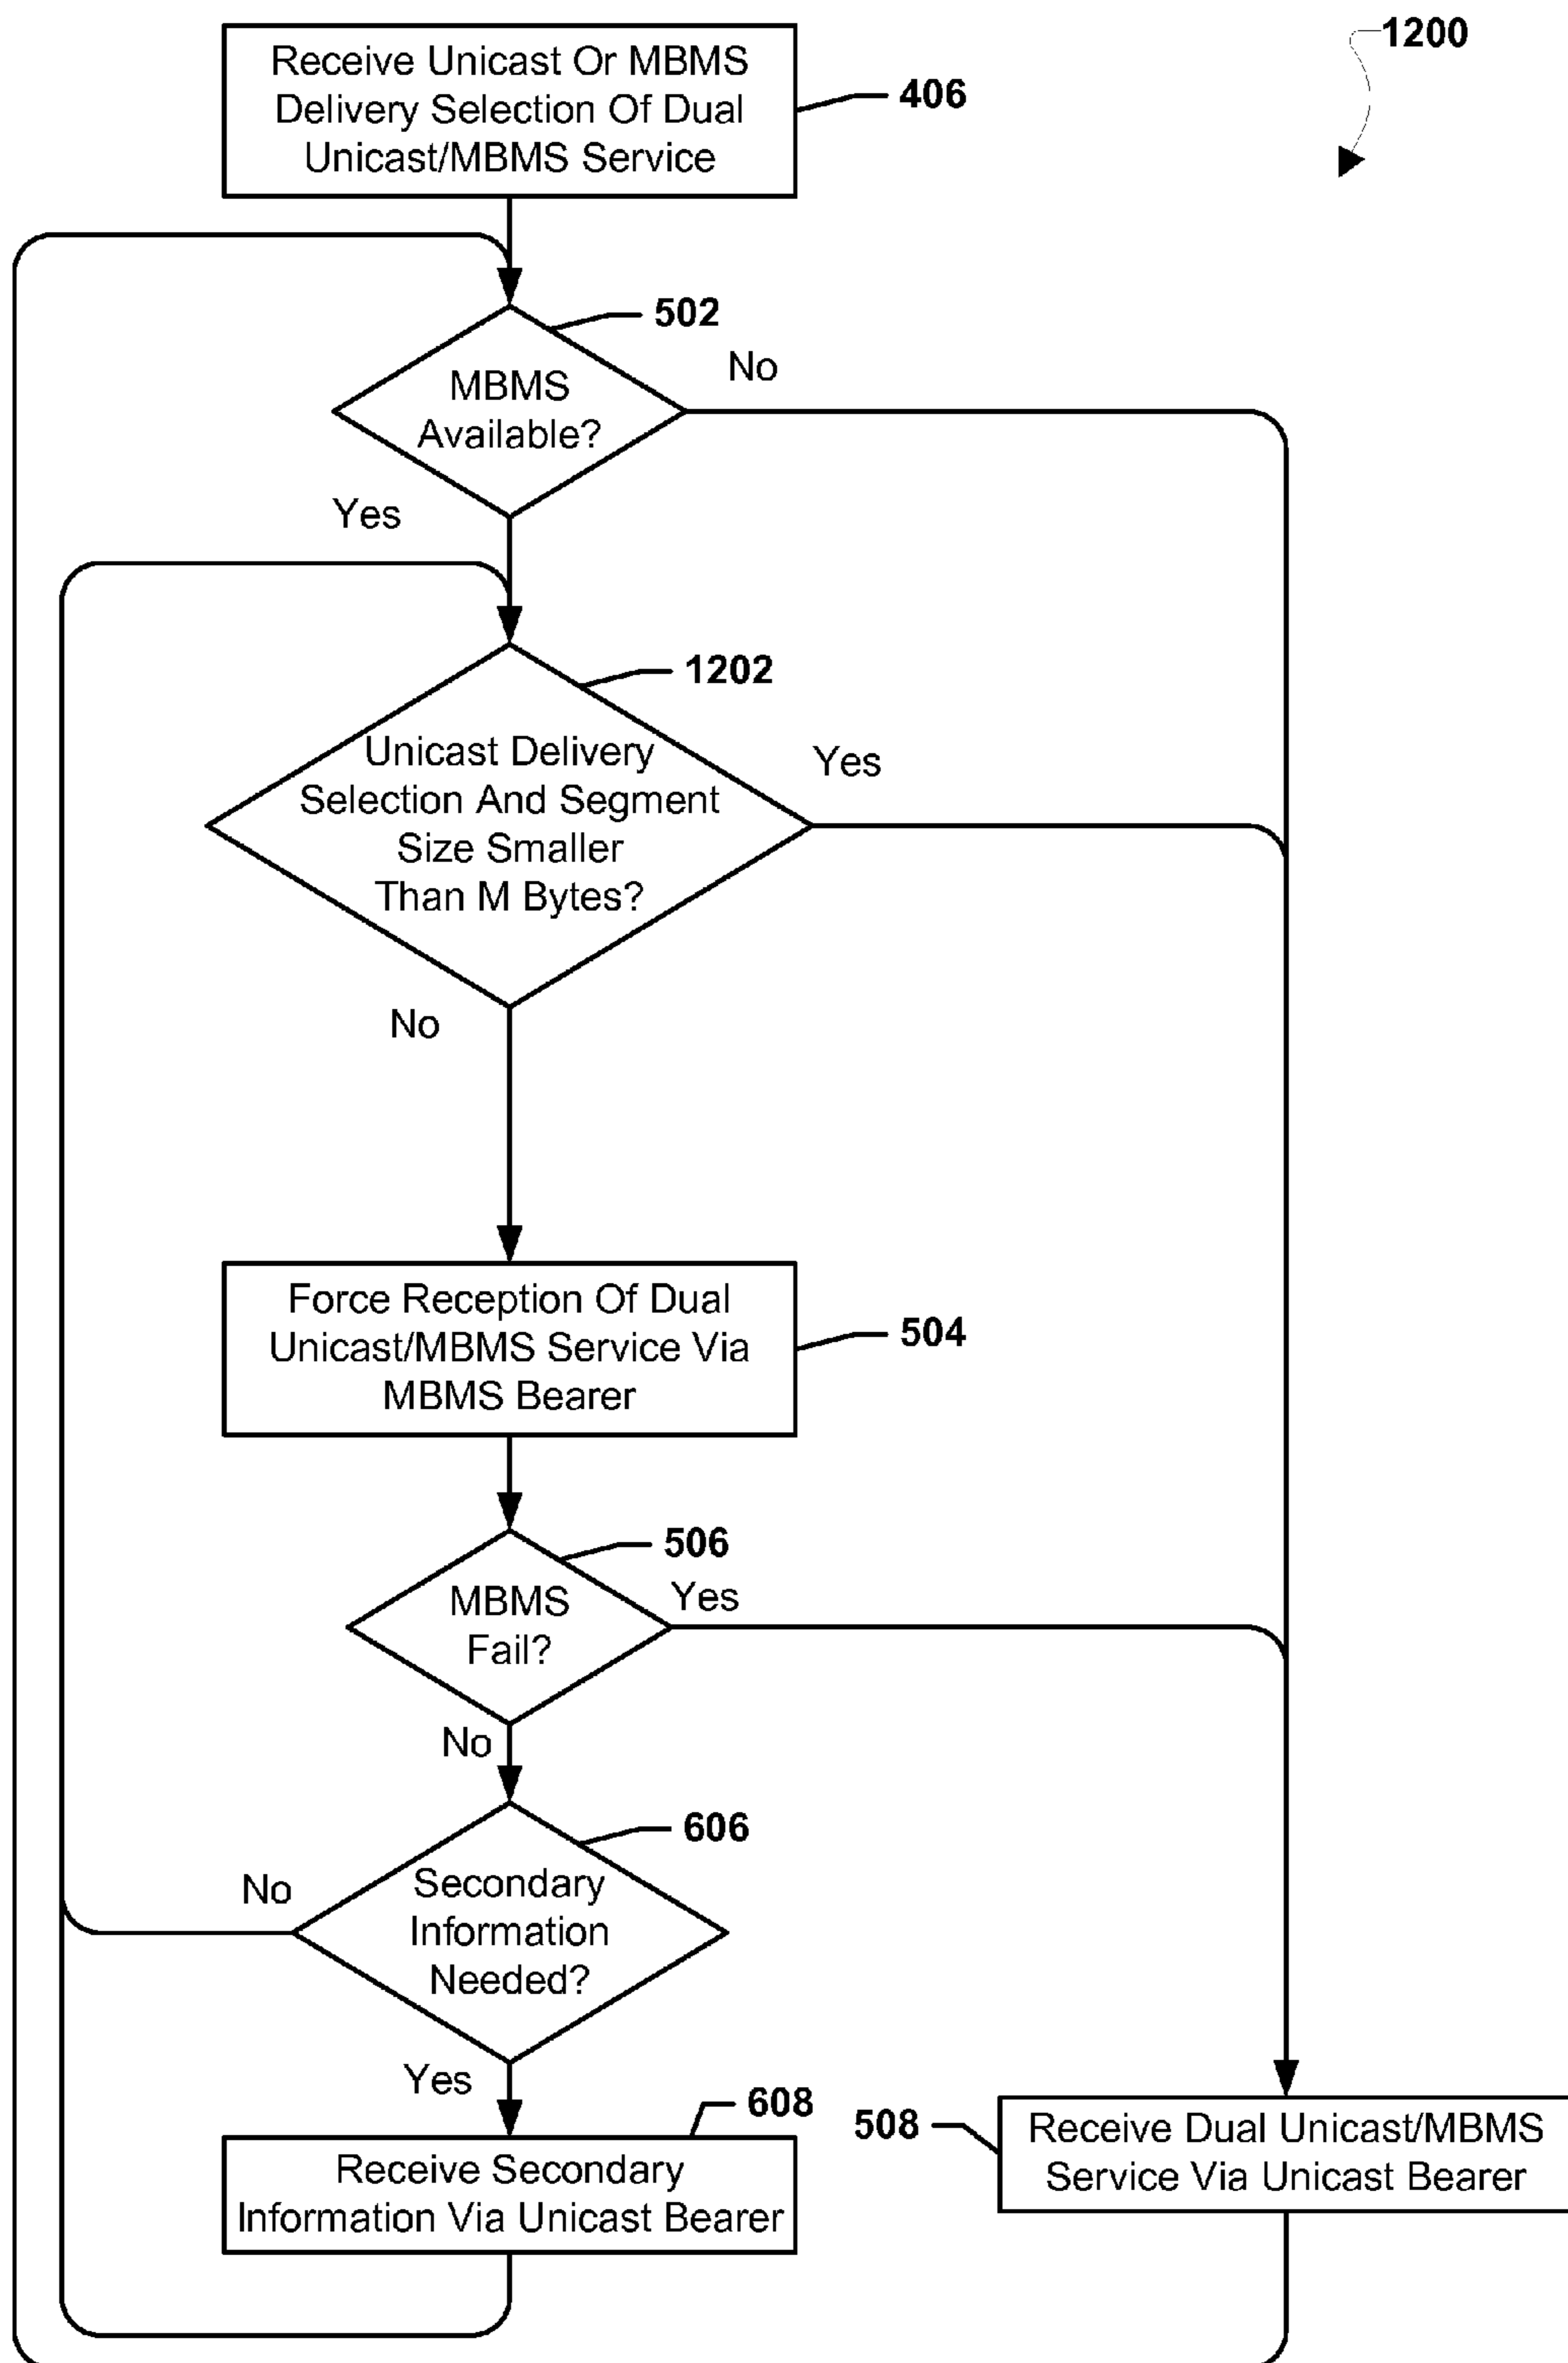 1200
Receive Unicast Or MBMS
Delivery Selection Of Dual
Unicast/MBMS Service
406
502
MBMS
Available?
No
Yes
1202
Unicast Delivery
Selection And Segment
Size Smaller
Than M Bytes?
Yes
No
Force Reception Of Dual
Unicast/MBMS Service Via
MBMS Bearer
504
506
MBMS
Fail?
Yes
No
606
Secondary
Information
Needed?
No
Yes
608
Receive Secondary
Information Via Unicast Bearer
508
Receive Dual Unicast/MBMS
Service Via Unicast Bearer